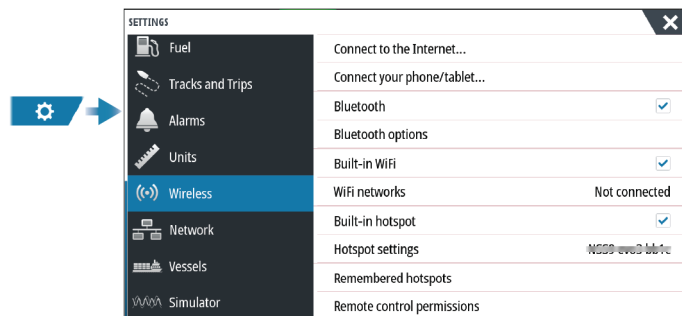 SETTINGS
Fuel
Tracks and Trips
Alarms
Units
Wireless
Network
Vessels
Simulator
Connect to the Internet...
Connect your phone/tablet...
Bluetooth
Bluetooth options
Built-in WiFi
WiFi networks Not connected
Built-in hotspot
Hotspot settings
Remembered hotspots
Remote control permissions